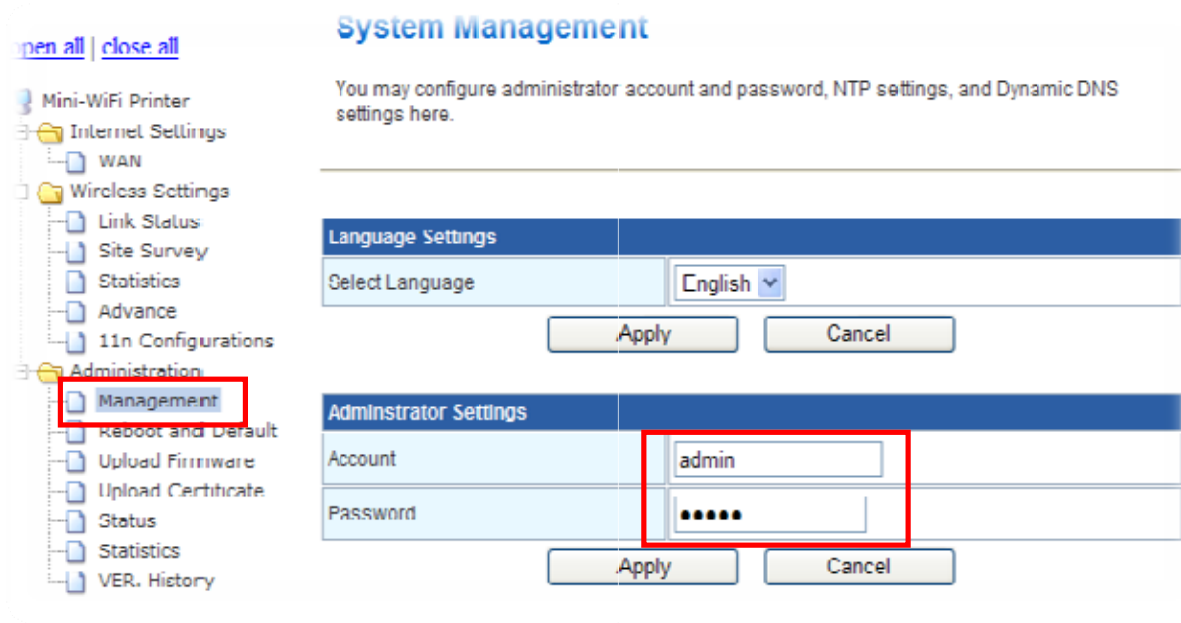 open all | close all
Mini-WiFi Printer
Internet Settings
WAN
Wireless Settings
Link Status
Site Survey
Statistics
Advance
11n Configurations
Administration
Management
Reboot and Default
Upload Firmware
Upload Certificate
Status
Statistics
VER. History
System Management
You may configure administrator account and password, NTP settings, and Dynamic DNS
settings here.
Language Settings
Select Language English
Apply Cancel
Adminstrator Settings
Account admin
Password •••••
Apply Cancel